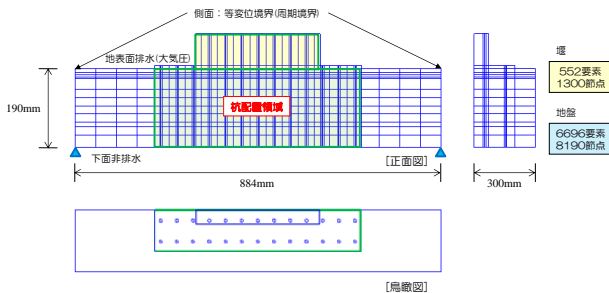 側面：等変位境界(周期境界)
地表面排水(大気圧)
堰
552要素
1300節点
杭配置領域
190mm
地盤
6696要素
8190節点
下面非排水
[正面図]
884mm
300mm
[鳥瞰図]